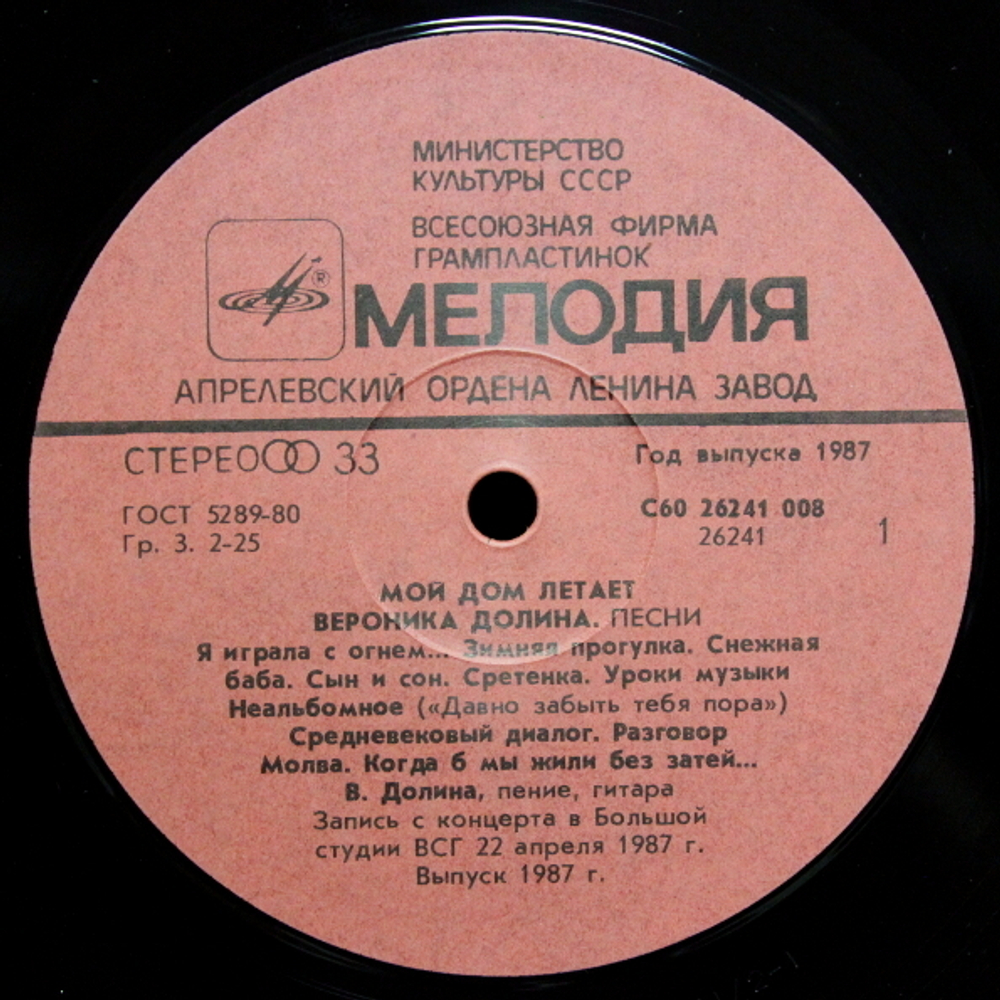 МИНИСТЕРСТВО
КУЛЬТУРЫ СССР
ВСЕСОЮЗНАЯ ФИРМА
ГРАМПЛАСТИНОК
®
МЕЛОДИЯ
АПРЕЛЕВСКИЙ ОРДЕНА ЛЕНИНА ЗАВОД
СТЕРЕО 33
Год выпуска 1987
ГОСТ 5289-80
С60 26241 008
Гр. 3. 2-25
26241
1
МОЙ ДОМ ЛЕТАЕТ
ВЕРОНИКА ДОЛИНА. ПЕСНИ
Я играла с огнем... Зимняя прогулка. Снежная
баба. Сын и сон. Сретенка. Уроки музыки
Неальбомное («Давно забыть тебя пора»)
Средневековый диалог. Разговор
Молва. Когда б мы жили без затей...
В. Долина, пение, гитара
Запись с концерта в Большой
студии ВСГ 22 апреля 1987 г.
Выпуск 1987 г.